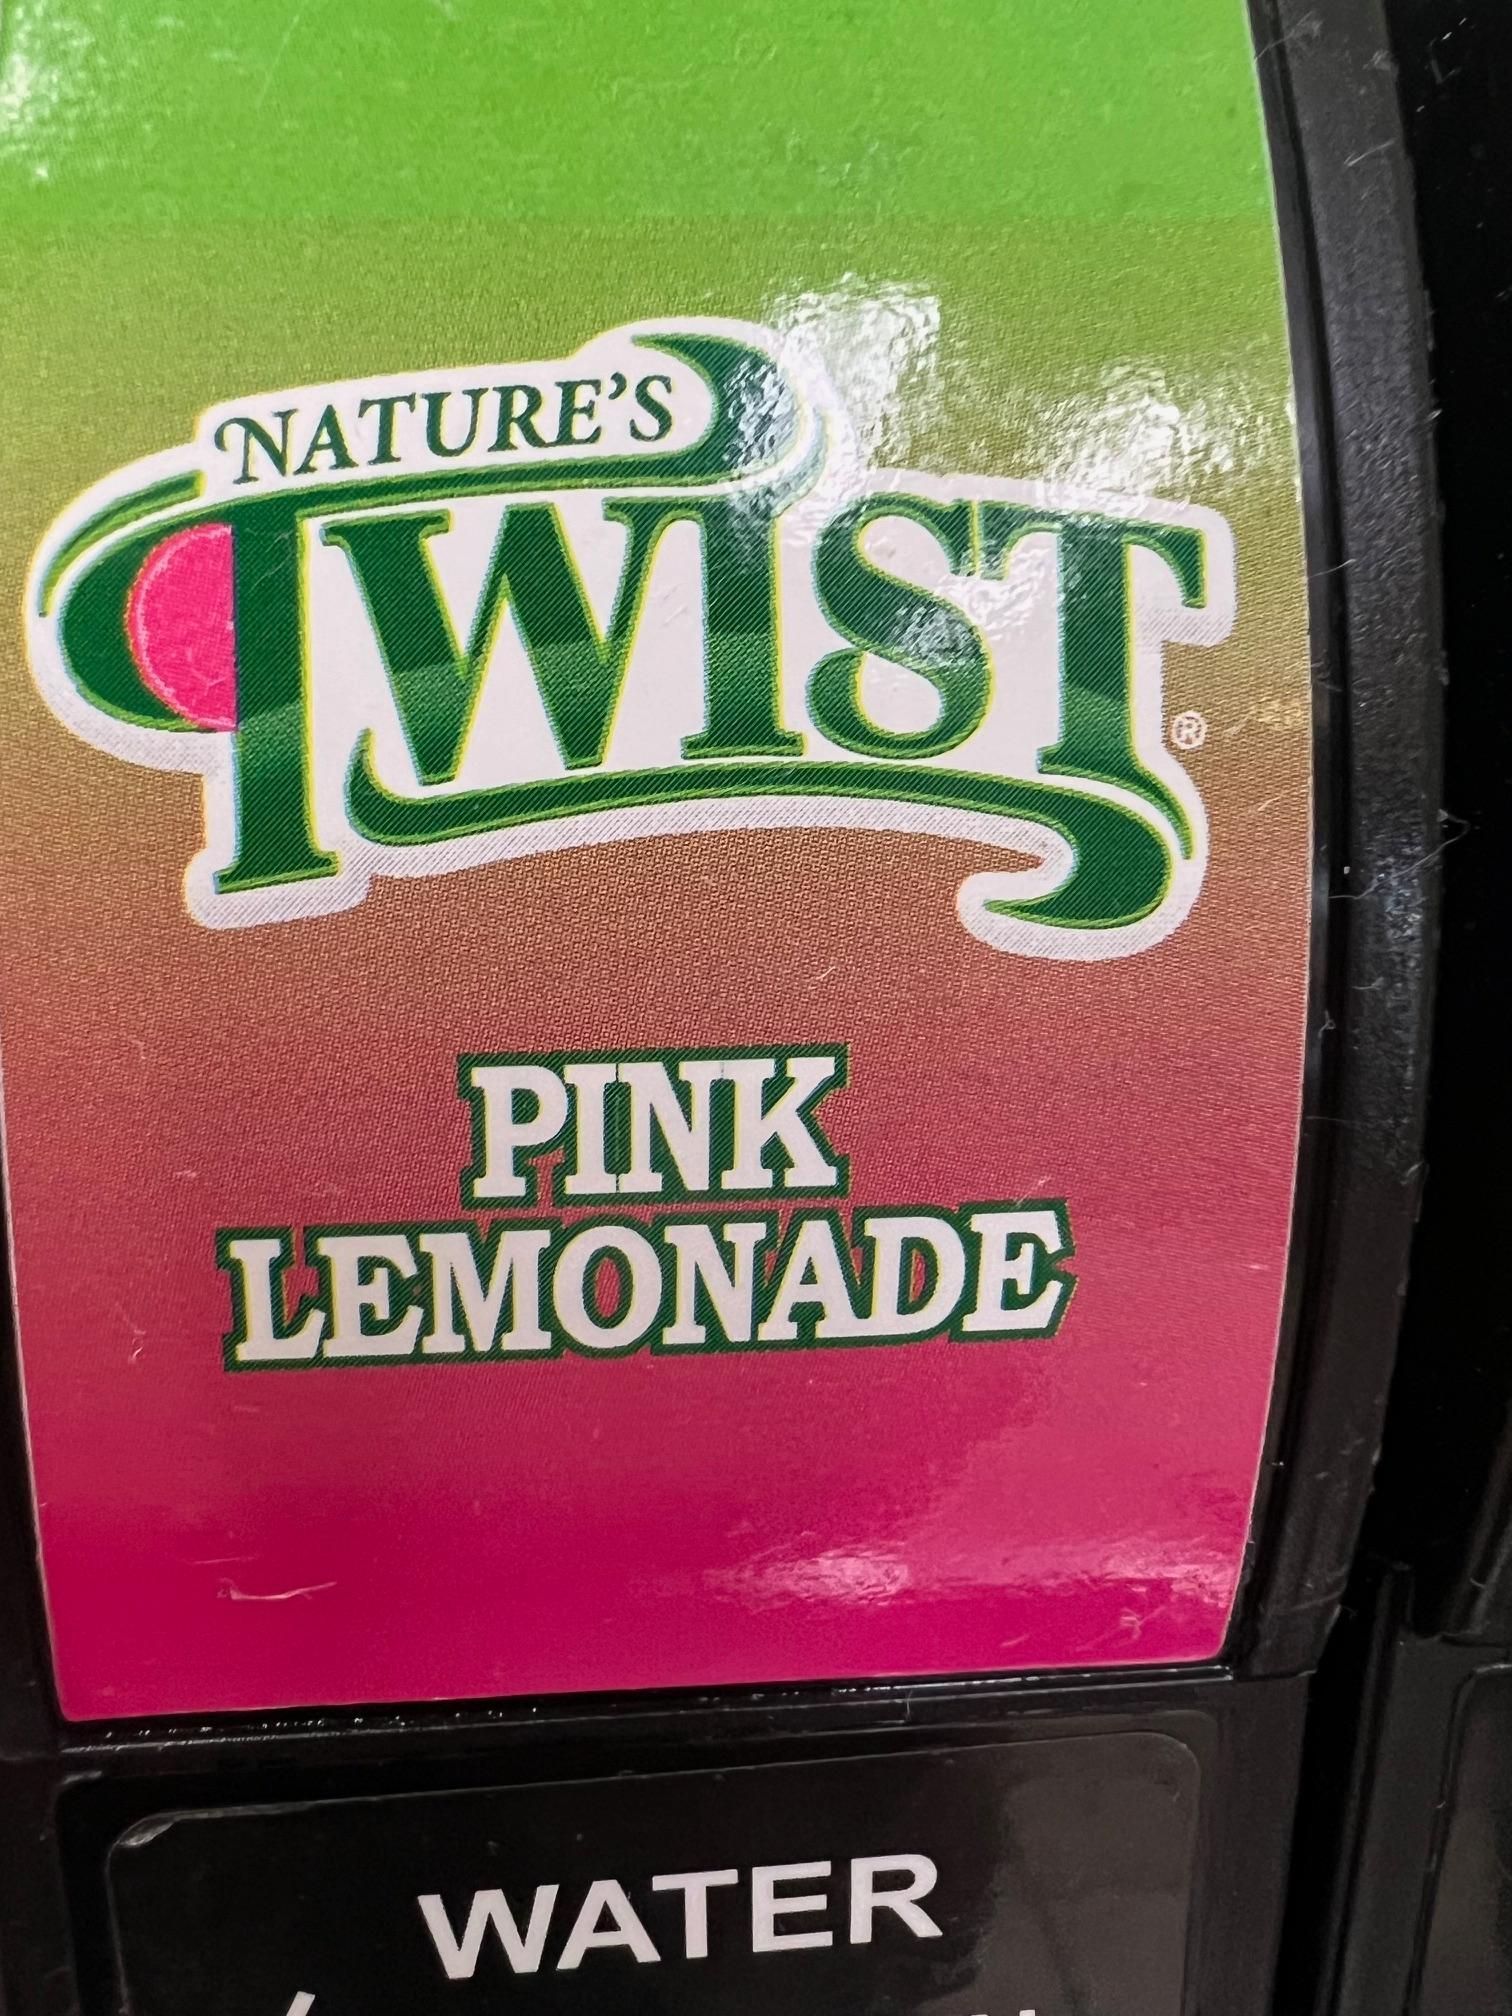 NATURE'S
TWIST®
PINK
LEMONADE
WATER